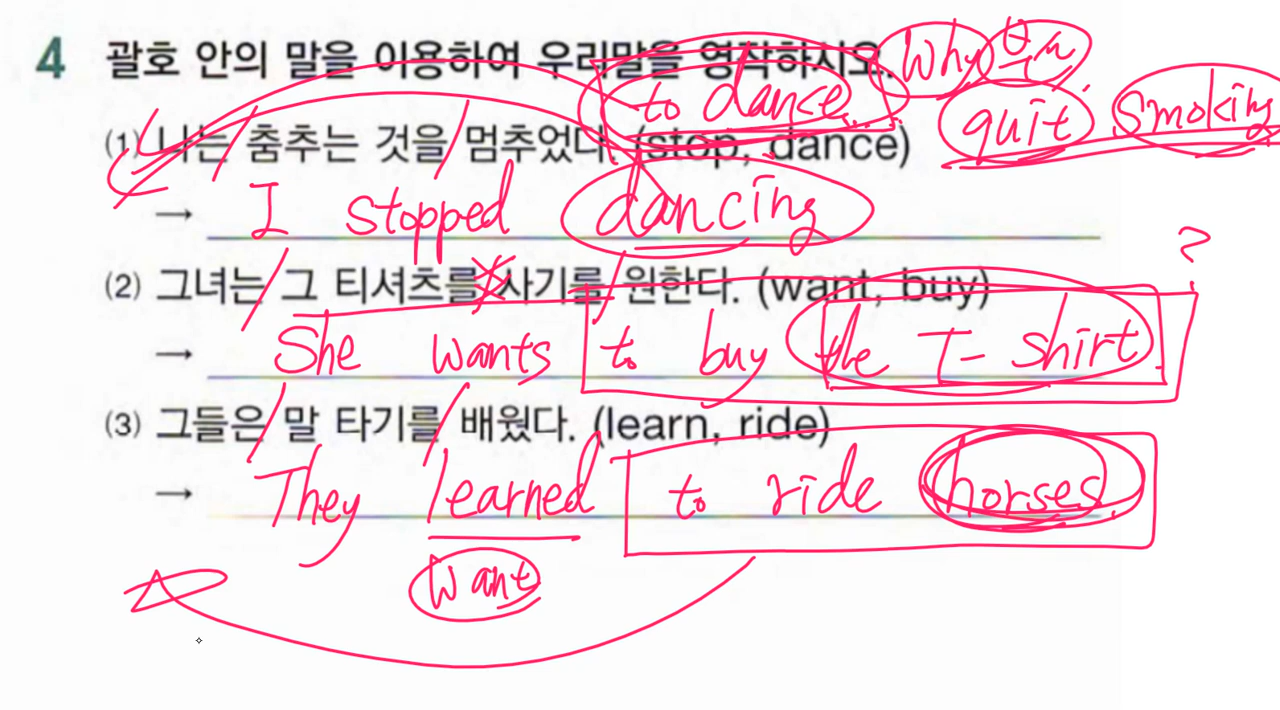 4 괄호 안의 말을 이용하여 우리말을 영작하시오. Why 부사
to dance quit smoking
(1) 나는 춤추는 것을 멈추었다. (stop, dance)
→ I stopped dancing
(2) 그녀는 그 티셔츠를 사기를 원한다. (want, buy) ?
→ She wants to buy the T-shirt.
(3) 그들은 말 타기를 배웠다. (learn, ride)
→ They learned to ride horses.
want